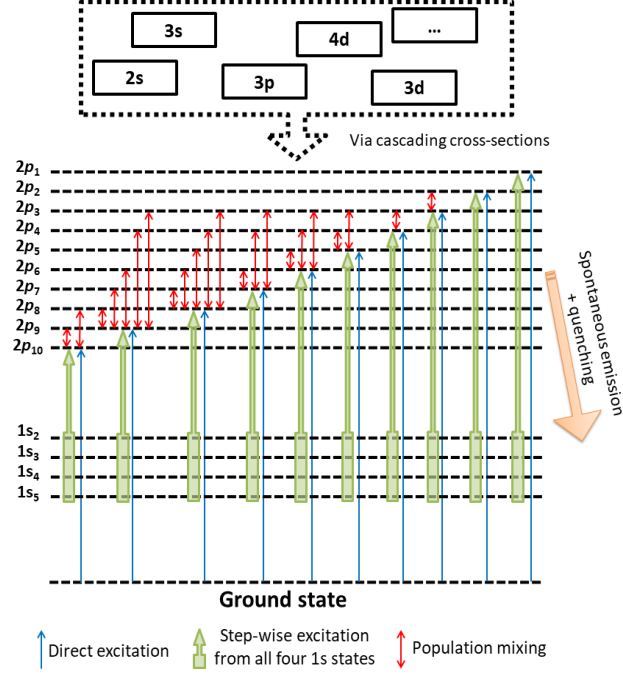 3s
4d
...
2s
3p
3d
Via cascading cross-sections
2p1
2p2
2p3
2p4
2p5
2p6
2p7
2p8
2p9
2p10
Spontaneous emission
+ quenching
1s2
1s3
1s4
1s5
Ground state
Direct excitation
Step-wise excitation
from all four 1s states
Population mixing